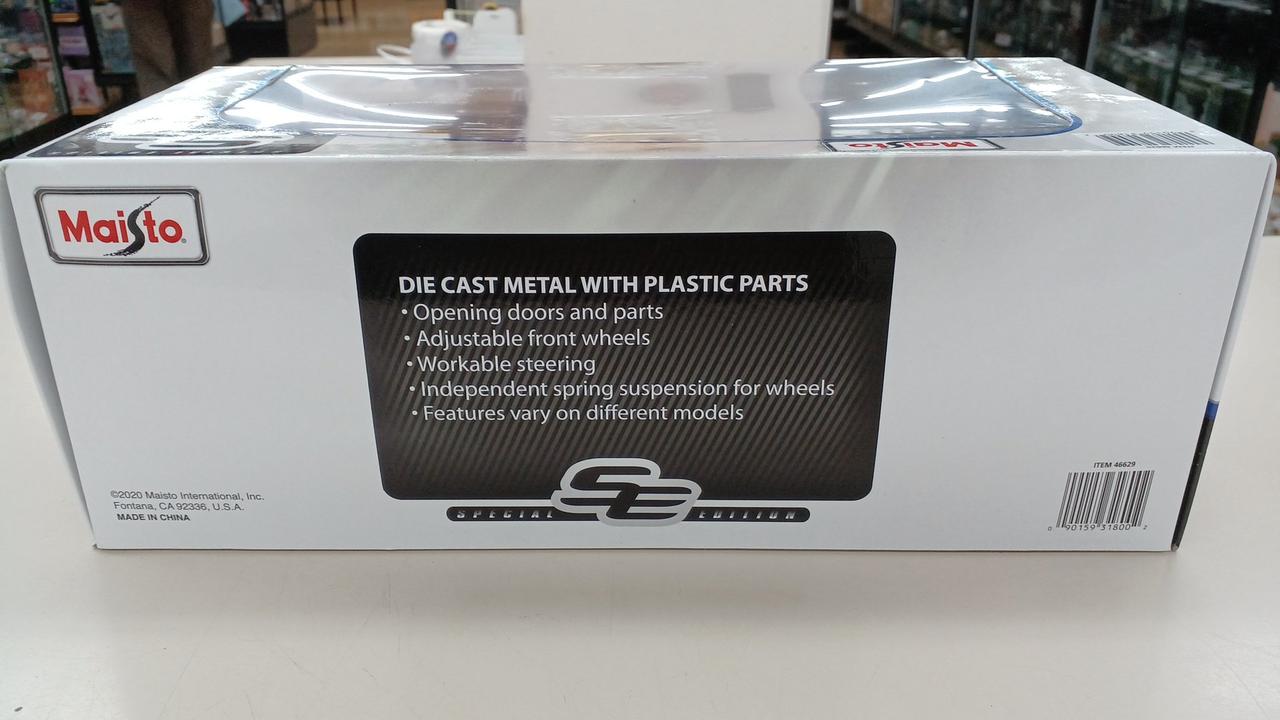 Maisto
Maisto
DIE CAST METAL WITH PLASTIC PARTS
• Opening doors and parts
• Adjustable front wheels
• Workable steering
• Independent spring suspension for wheels
• Features vary on different models
SE
SPECIAL EDITION
©2020 Maisto International, Inc.
Fontana, CA 92336, U.S.A.
MADE IN CHINA
ITEM 46629
0 90159 31800 2